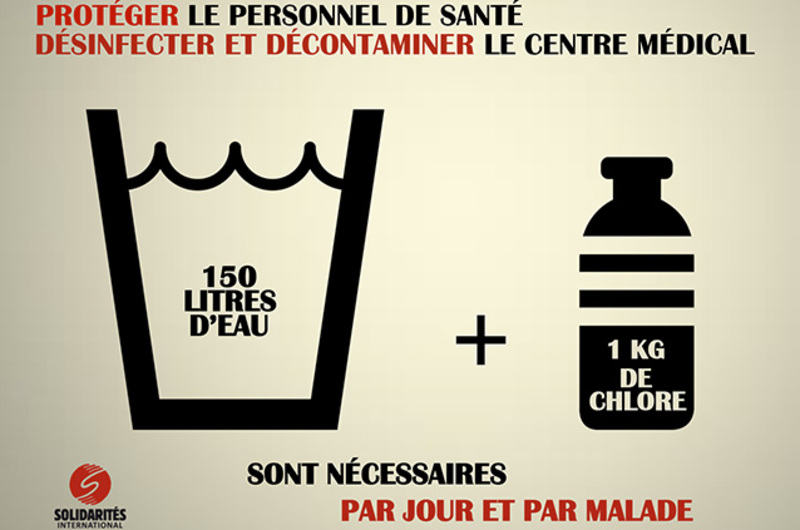 PROTÉGER LE PERSONNEL DE SANTÉ
DÉSINFECTER ET DÉCONTAMINER LE CENTRE MÉDICAL
150
LITRES
D'EAU
+
1 KG
DE
CHLORE
SONT NÉCESSAIRES
PAR JOUR ET PAR MALADE
SOLIDARITÉS
INTERNATIONAL